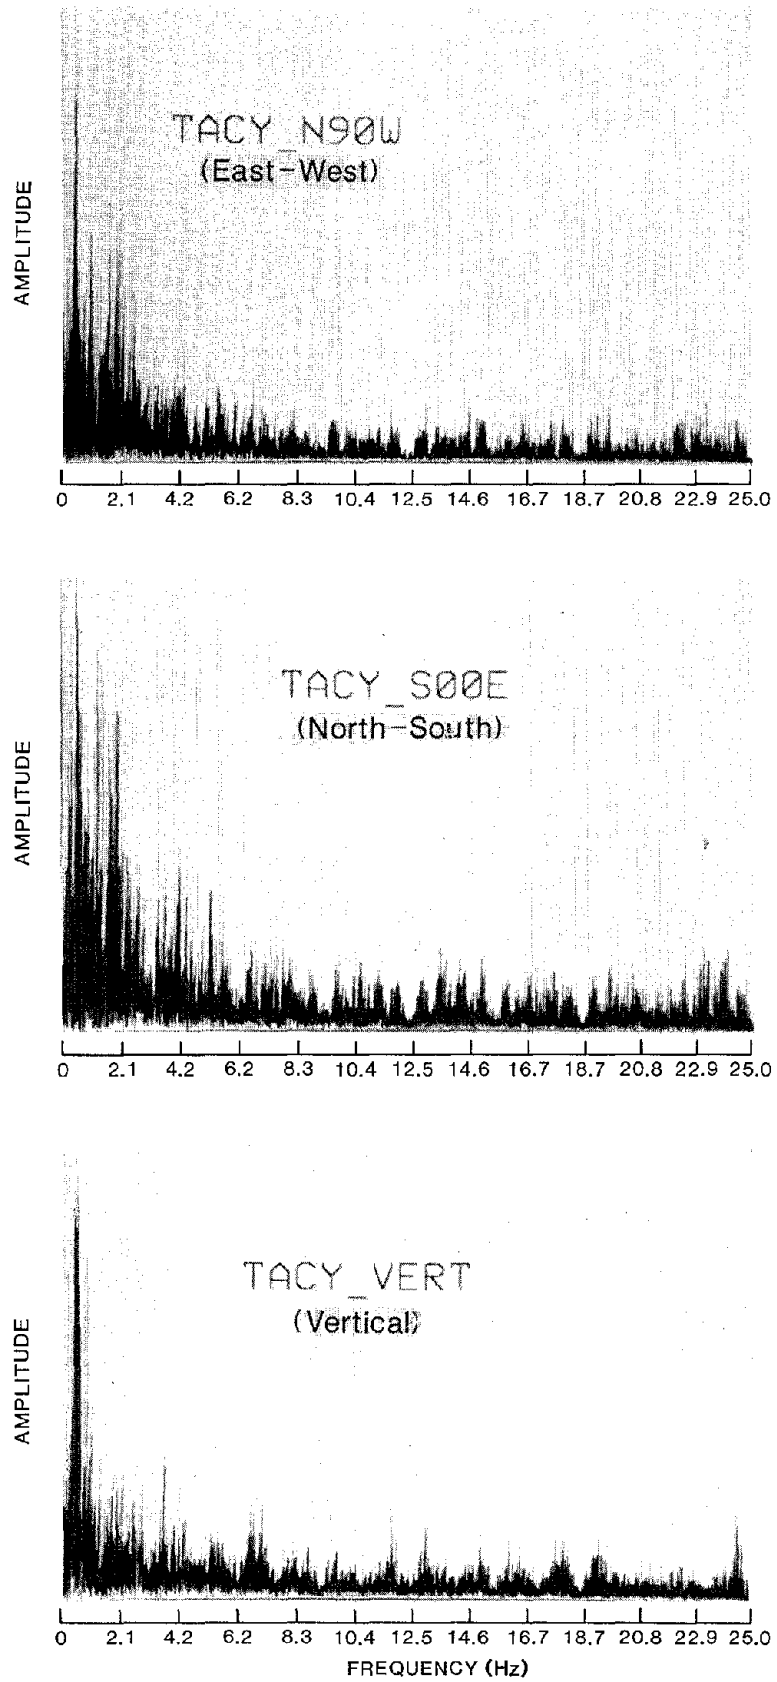 TACY_N90W
(East-West)
AMPLITUDE
0 2.1 4.2 6.2 8.3 10.4 12.5 14.6 16.7 18.7 20.8 22.9 25.0
TACY_S00E
(North-South)
AMPLITUDE
0 2.1 4.2 6.2 8.3 10.4 12.5 14.6 16.7 18.7 20.8 22.9 25.0
TACY_VERT
(Vertical)
AMPLITUDE
0 2.1 4.2 6.2 8.3 10.4 12.5 14.6 16.7 18.7 20.8 22.9 25.0
FREQUENCY (Hz)